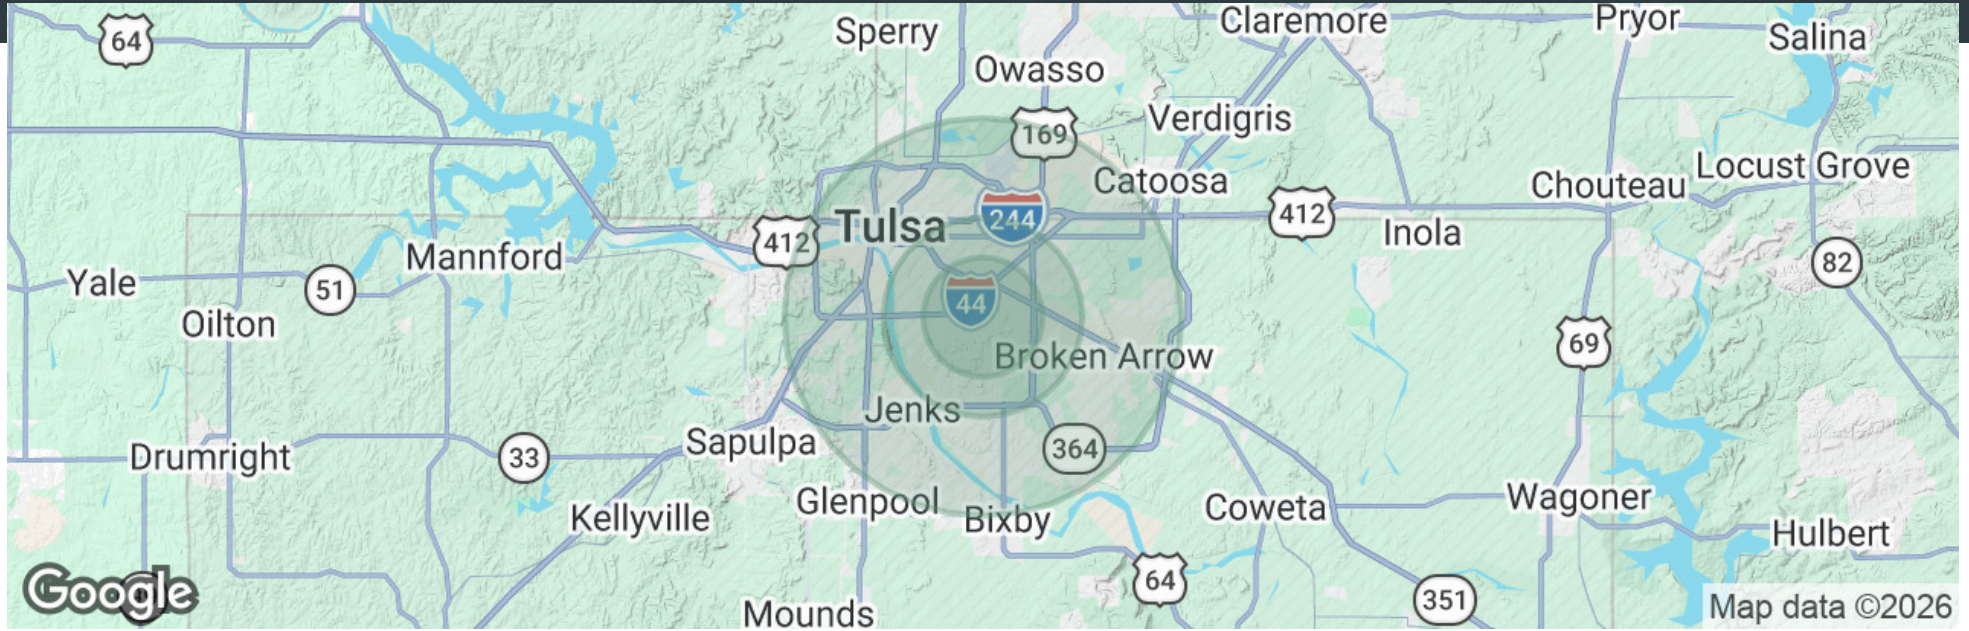 64
Sperry
Claremore
Pryor
Salina
Owasso
169
Verdigris
Catoosa
Locust Grove
Chouteau
412
Tulsa
244
412
Inola
Mannford
Yale
51
82
44
Oilton
69
Broken Arrow
Jenks
Sapulpa
364
Drumright
33
Glenpool
Bixby
Kellyville
Coweta
Wagoner
Hulbert
64
351
Google
Mounds
Map data ©2026